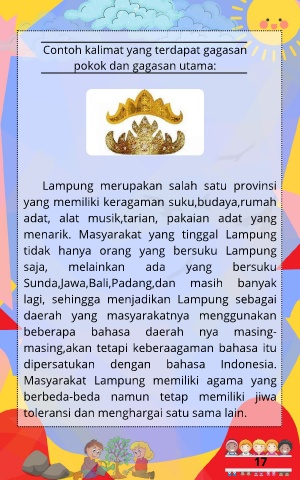 Contoh kalimat yang terdapat gagasan
pokok dan gagasan utama:
Lampung merupakan salah satu provinsi
yang memiliki keragaman suku,budaya,rumah
adat, alat musik,tarian, pakaian adat yang
menarik. Masyarakat yang tinggal Lampung
tidak hanya orang yang bersuku Lampung
saja, melainkan ada yang bersuku
Sunda,Jawa,Bali,Padang,dan masih banyak
lagi, sehingga menjadikan Lampung sebagai
daerah yang masyarakatnya menggunakan
beberapa bahasa daerah nya masing-
masing,akan tetapi keberaagaman bahasa itu
dipersatukan dengan bahasa Indonesia.
Masyarakat Lampung memiliki agama yang
berbeda-beda namun tetap memiliki jiwa
toleransi dan menghargai satu sama lain.
17